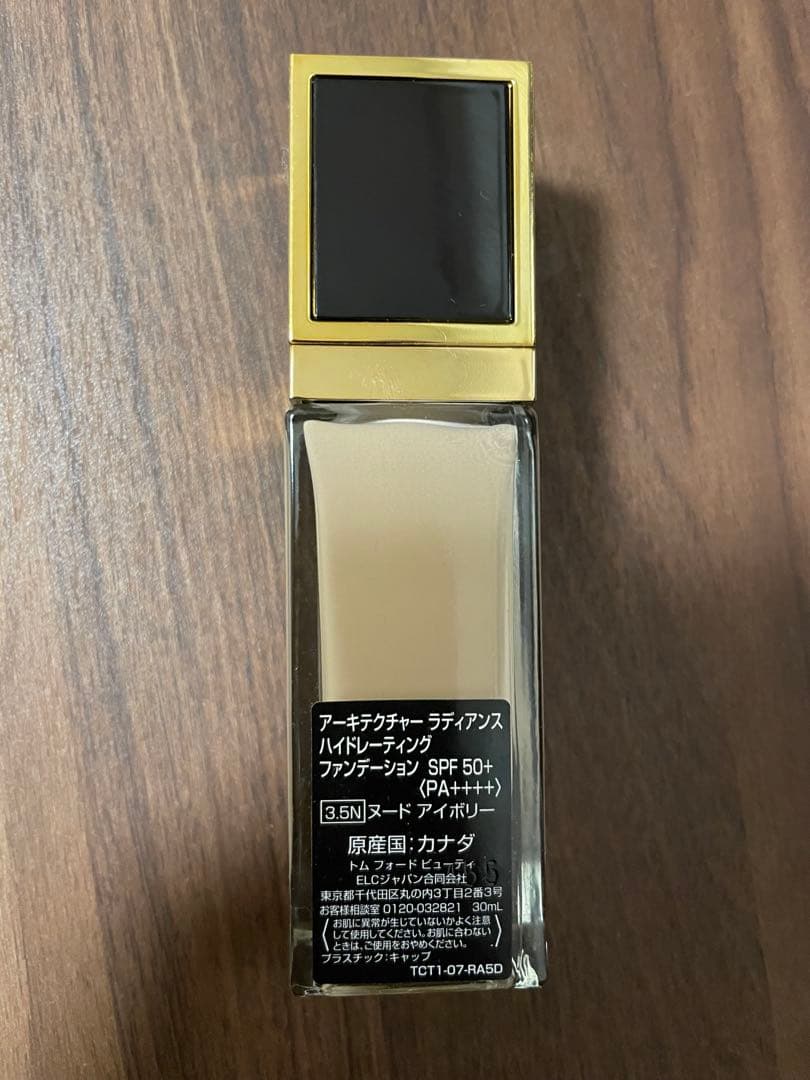 アーキテクチャー ラディアンス
ハイドレーティング
ファンデーション SPF 50+
〈PA++++〉
3.5N ヌード アイボリー
原産国：カナダ
トム フォード ビューティ
ELCジャパン合同会社
東京都千代田区丸の内3丁目2番3号
お客様相談室 0120-032821 30mL
〈お肌に異常が生じていないかよく注意
して使用してください。お肌に合わない
ときは、ご使用をおやめください。〉
プラスチック：キャップ
TCT1-07-RA5D